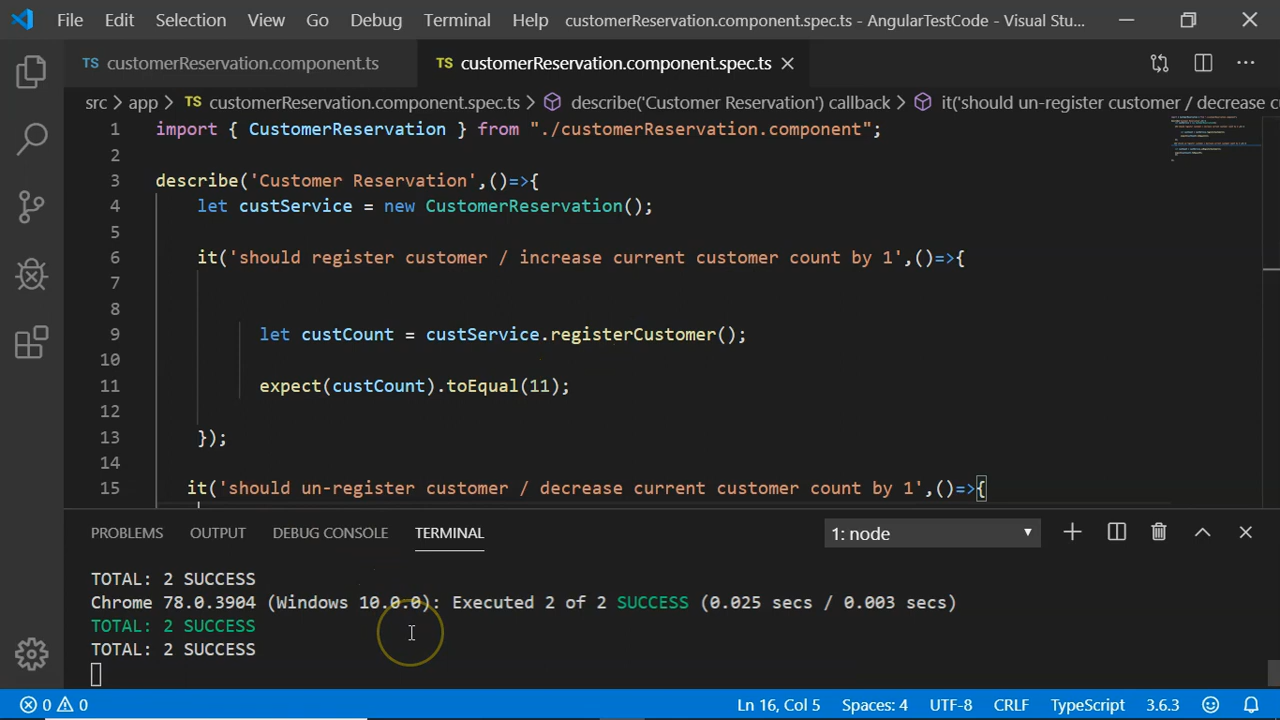 File Edit Selection View Go Debug Terminal Help customerReservation.component.spec.ts - AngularTestCode - Visual Stu...
TS customerReservation.component.ts TS customerReservation.component.spec.ts
src > app > TS customerReservation.component.spec.ts > describe('Customer Reservation') callback > it('should un-register customer / decrease c
1 import { CustomerReservation } from "./customerReservation.component";
2
3 describe('Customer Reservation',()=>{
4 let custService = new CustomerReservation();
5
6 it('should register customer / increase current customer count by 1',()=>{
7
8
9 let custCount = custService.registerCustomer();
10
11 expect(custCount).toEqual(11);
12
13 });
14
15 it('should un-register customer / decrease current customer count by 1',()=>{
PROBLEMS OUTPUT DEBUG CONSOLE TERMINAL 1: node
TOTAL: 2 SUCCESS
Chrome 78.0.3904 (Windows 10.0.0): Executed 2 of 2 SUCCESS (0.025 secs / 0.003 secs)
TOTAL: 2 SUCCESS
TOTAL: 2 SUCCESS
0 0 Ln 16, Col 5 Spaces: 4 UTF-8 CRLF TypeScript 3.6.3